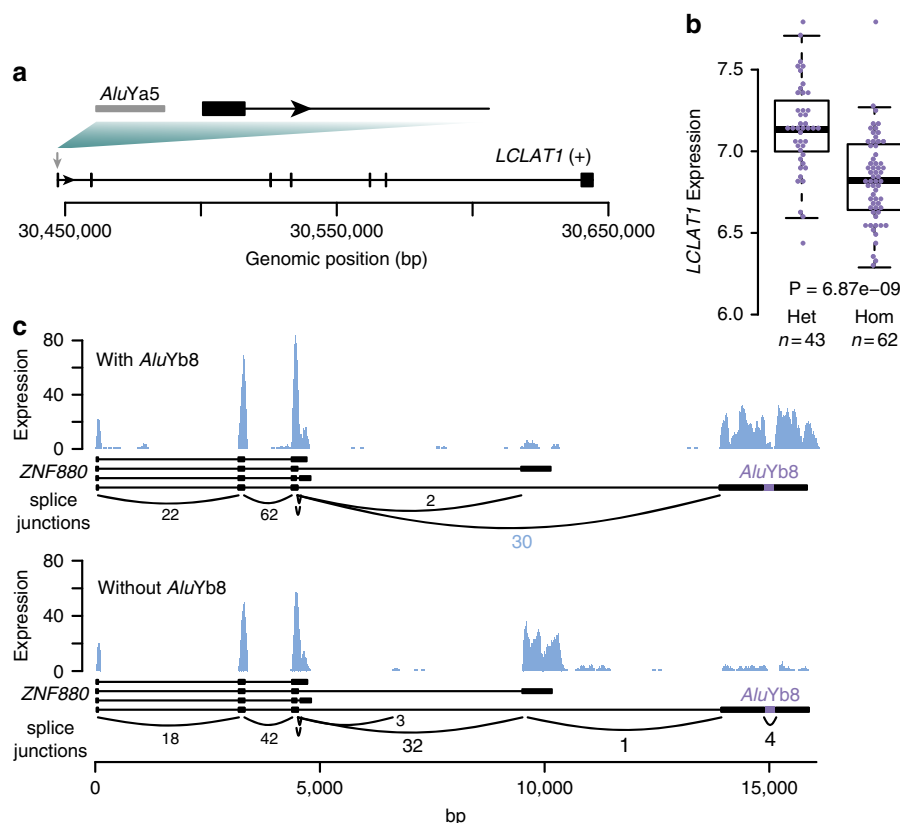 a
AluYa5
LCLAT1 (+)
30,450,000
30,550,000
30,650,000
Genomic position (bp)
b
LCLAT1 Expression
7.5
7.0
6.5
6.0
P = 6.87e−09
Het
Hom
n=43
n=62
c
Expression
80
40
0
With AluYb8
ZNF880
AluYb8
splice
junctions
22
62
2
30
Expression
80
40
0
Without AluYb8
ZNF880
AluYb8
splice
junctions
18
42
3
32
1
4
0
5,000
10,000
15,000
bp